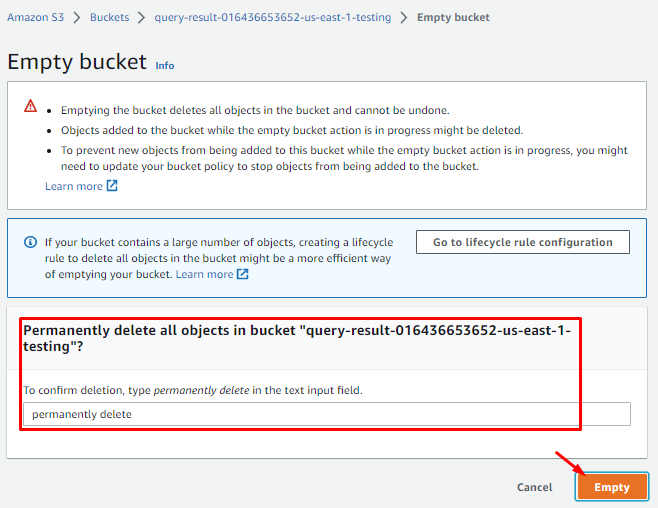 Amazon S3 > Buckets > query-result-016436653652-us-east-1-testing > Empty bucket
Empty bucket Info
Emptying the bucket deletes all objects in the bucket and cannot be undone.
Objects added to the bucket while the empty bucket action is in progress might be deleted.
To prevent new objects from being added to this bucket while the empty bucket action is in progress, you might
need to update your bucket policy to stop objects from being added to the bucket.
Learn more
If your bucket contains a large number of objects, creating a lifecycle
rule to delete all objects in the bucket might be a more efficient way
of emptying your bucket. Learn more
Go to lifecycle rule configuration
Permanently delete all objects in bucket "query-result-016436653652-us-east-1-
testing"?
To confirm deletion, type permanently delete in the text input field.
permanently delete
Cancel
Empty